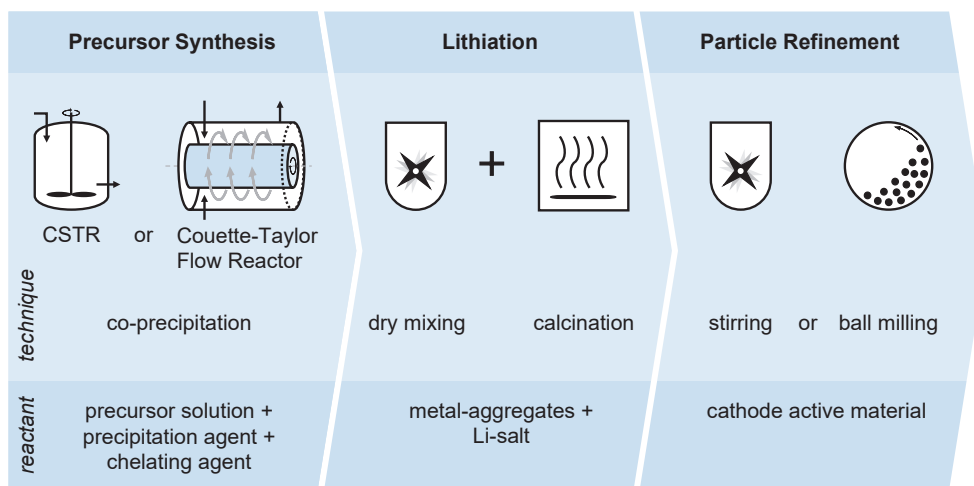 Precursor Synthesis
Lithiation
Particle Refinement
CSTR or Couette-Taylor
Flow Reactor
+
technique
co-precipitation
dry mixing
calcination
stirring or ball milling
reactant
precursor solution +
precipitation agent +
chelating agent
metal-aggregates +
Li-salt
cathode active material